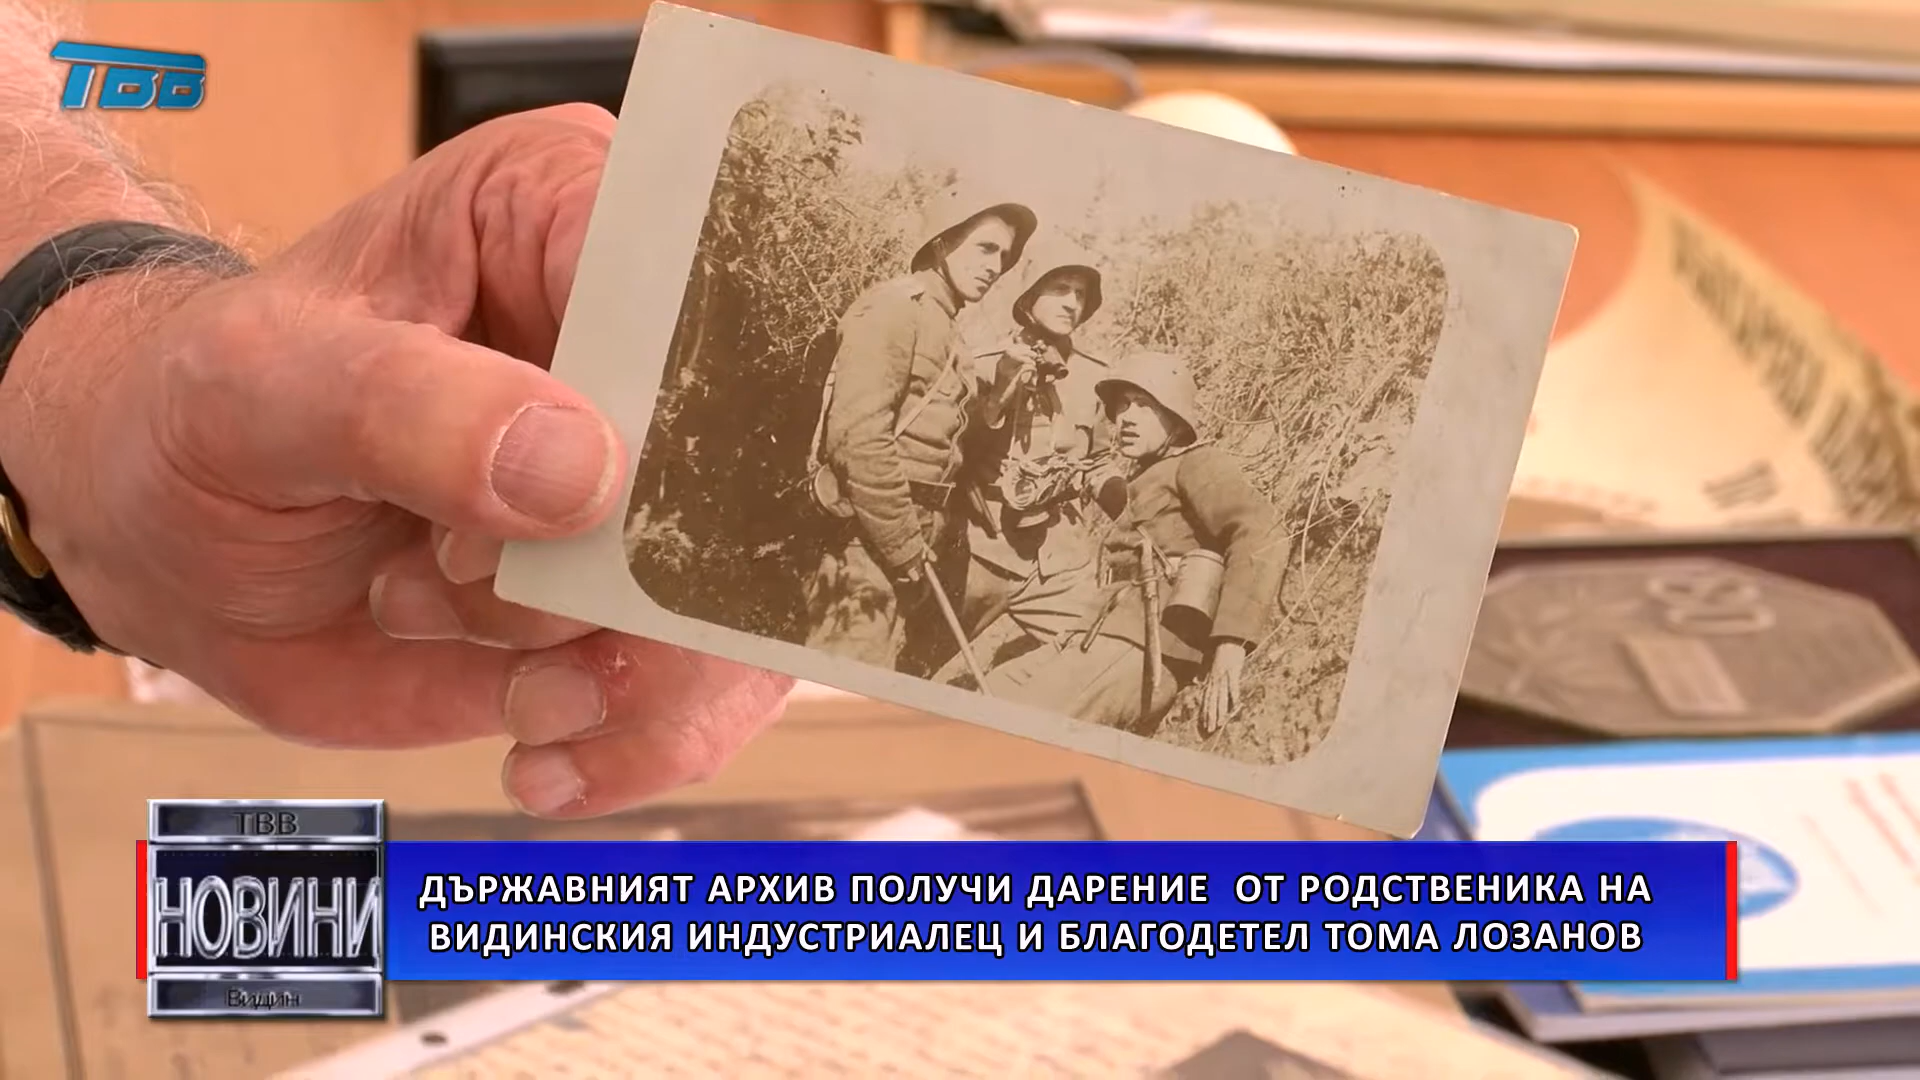 ТВВ
ТВВ
НОВИНИ
Видин
ДЪРЖАВНИЯТ АРХИВ ПОЛУЧИ ДАРЕНИЕ ОТ РОДСТВЕНИКА НА
ВИДИНСКИЯ ИНДУСТРИАЛЕЦ И БЛАГОДЕТЕЛ ТОМА ЛОЗАНОВ